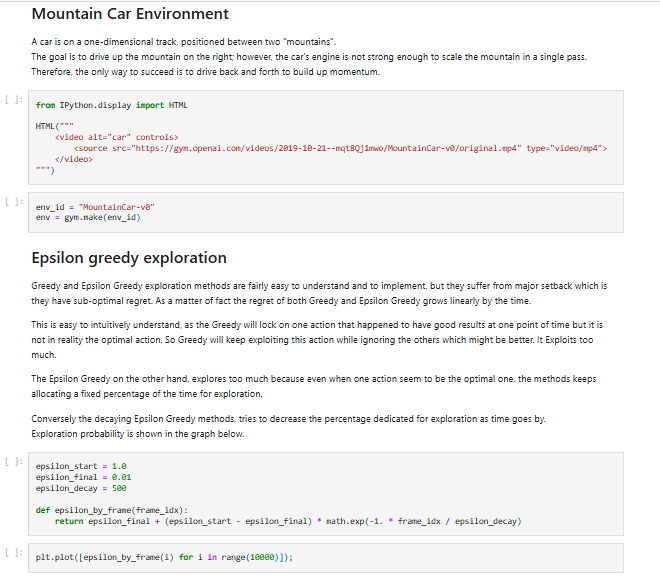 Mountain Car Environment
A car is on a one-dimensional track, positioned between two "mountains".
The goal is to drive up the mountain on the right; however, the car's engine is not strong enough to scale the mountain in a single pass.
Therefore, the only way to succeed is to drive back and forth to build up momentum.
[ ]:
from IPython.display import HTML
HTML("""
<video alt="car" controls>
<source src="https://gym.openai.com/videos/2019-10-21--mqt8Qj1mwo/MountainCar-v0/original.mp4" type="video/mp4">
</video>
""")
[ ]:
env_id = "MountainCar-v0"
env = gym.make(env_id)
Epsilon greedy exploration
Greedy and Epsilon Greedy exploration methods are fairly easy to understand and to implement, but they suffer from major setback which is
they have sub-optimal regret. As a matter of fact the regret of both Greedy and Epsilon Greedy grows linearly by the time.
This is easy to intuitively understand, as the Greedy will lock on one action that happened to have good results at one point of time but it is
not in reality the optimal action. So Greedy will keep exploiting this action while ignoring the others which might be better. It Exploits too
much.
The Epsilon Greedy on the other hand, explores too much because even when one action seem to be the optimal one, the methods keeps
allocating a fixed percentage of the time for exploration.
Conversely the decaying Epsilon Greedy methods, tries to decrease the percentage dedicated for exploration as time goes by.
Exploration probability is shown in the graph below.
[ ]:
epsilon_start = 1.0
epsilon_final = 0.01
epsilon_decay = 500
def epsilon_by_frame(frame_idx):
return epsilon_final + (epsilon_start - epsilon_final) * math.exp(-1. * frame_idx / epsilon_decay)
[ ]:
plt.plot([epsilon_by_frame(i) for i in range(10000)]);